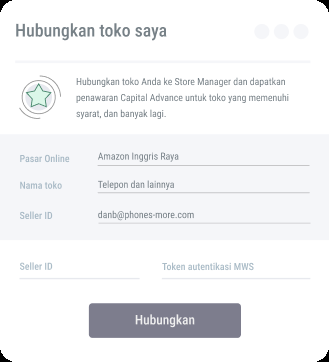 Hubungkan toko saya
Hubungkan toko Anda ke Store Manager dan dapatkan
penawaran Capital Advance untuk toko yang memenuhi
syarat, dan banyak lagi.
Pasar Online Amazon Inggris Raya
Nama toko Telepon dan lainnya
Seller ID danb@phones-more.com
Seller ID Token autentikasi MWS
Hubungkan